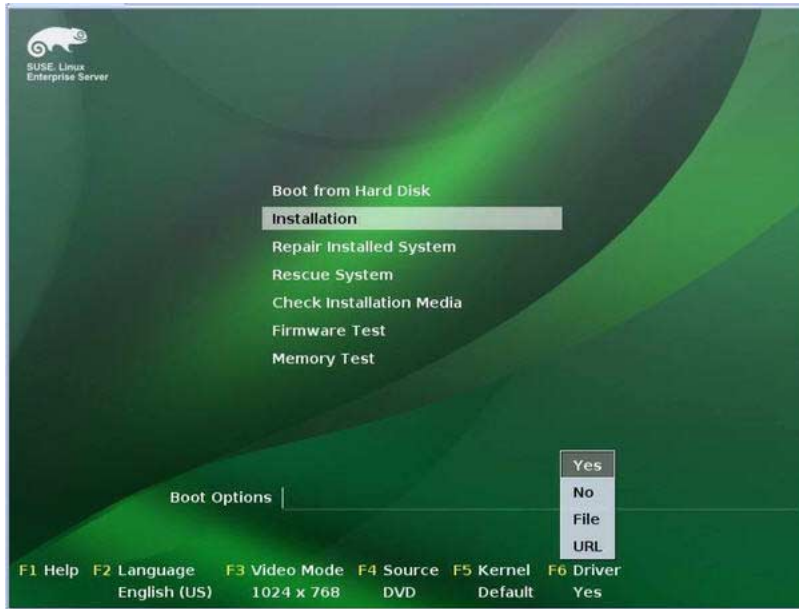 SUSE. Linux
Enterprise Server
Boot from Hard Disk
Installation
Repair Installed System
Rescue System
Check Installation Media
Firmware Test
Memory Test
Boot Options
Yes
No
File
URL
F1 Help F2 Language F3 Video Mode F4 Source F5 Kernel F6 Driver
English (US) 1024 x 768 DVD Default Yes